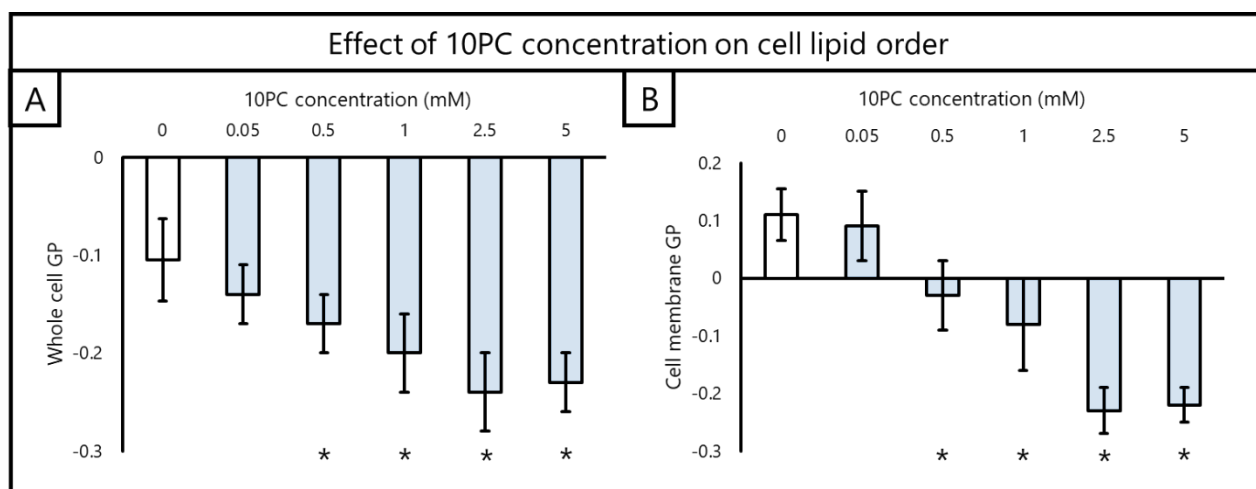 Effect of 10PC concentration on cell lipid order
A
10PC concentration (mM)
0 0.05 0.5 1 2.5 5
0
-0.1
-0.2
-0.3
Whole cell GP
* * * *
B
10PC concentration (mM)
0 0.05 0.5 1 2.5 5
0.2
0.1
0
-0.1
-0.2
-0.3
Cell membrane GP
* * * *